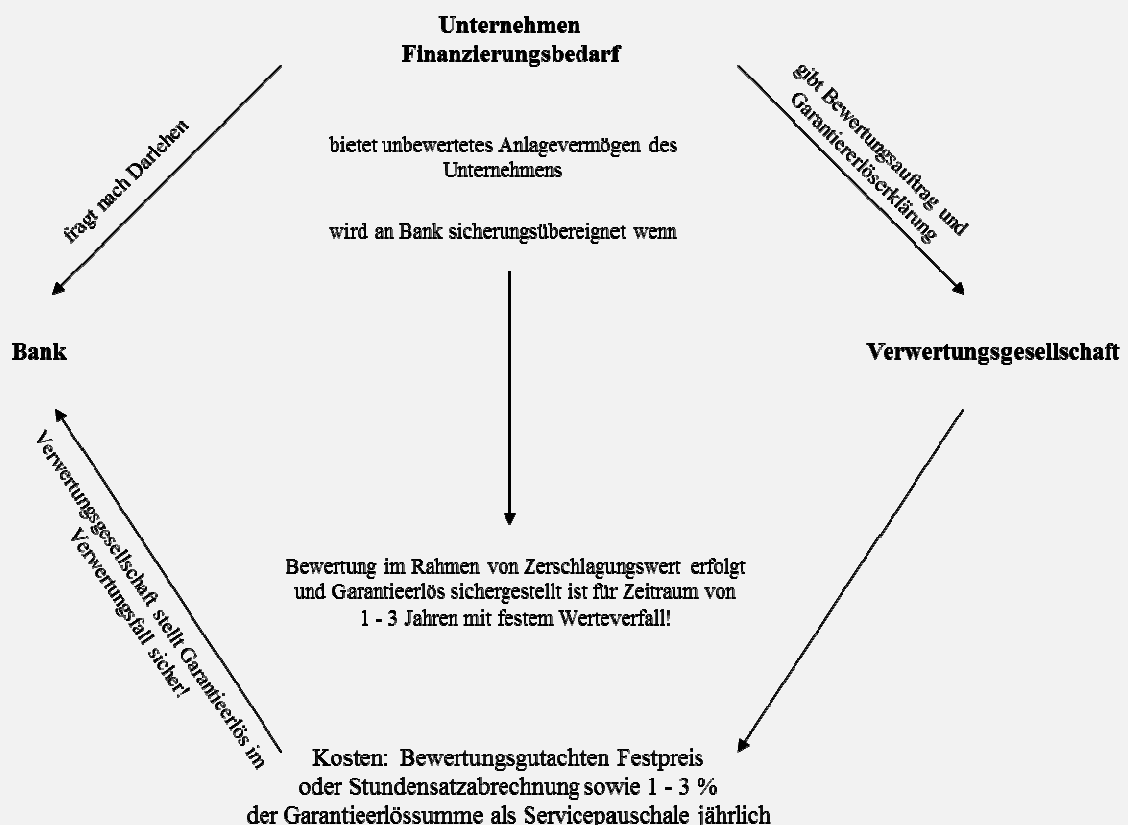 Unternehmen
Finanzierungsbedarf
fragt nach Darlehen
gibt Bewertungsauftrag und
Garantiererlöserklärung
bietet unbewertetes Anlagevermögen des
Unternehmens
wird an Bank sicherungsübereignet wenn
Bank
Verwertungsgesellschaft
Verwertungsgesellschaft stellt Garantieerlös im
Verwertungsfall sicher!
Bewertung im Rahmen von Zerschlagungswert erfolgt
und Garantieerlös sichergestellt ist für Zeitraum von
1 - 3 Jahren mit festem Werteverfall!
Kosten: Bewertungsgutachten Festpreis
oder Stundensatzabrechnung sowie 1 - 3 %
der Garantieerlössumme als Servicepauschale jährlich